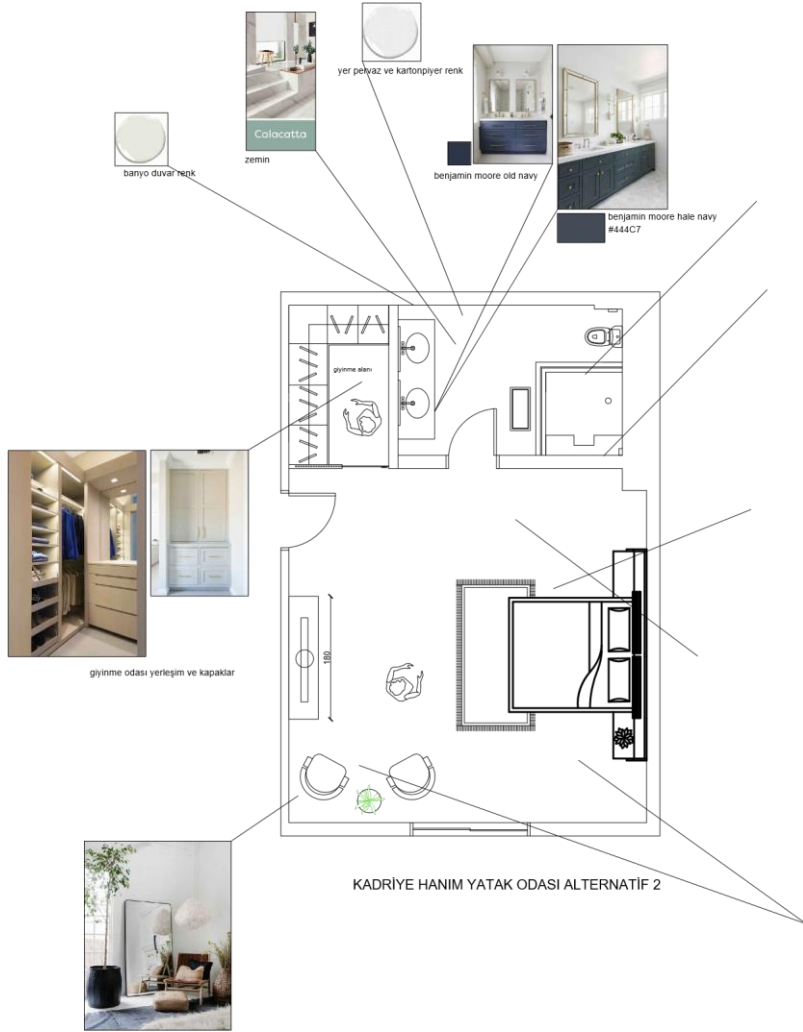 yer pervaz ve kartonpiyer renk
Calacatta
zemin
banyo duvar renk
benjamin moore old navy
benjamin moore hale navy
#444C7
giyinme alanı
giyinme odası yerleşim ve kapaklar
180
KADRİYE HANIM YATAK ODASI ALTERNATİF 2